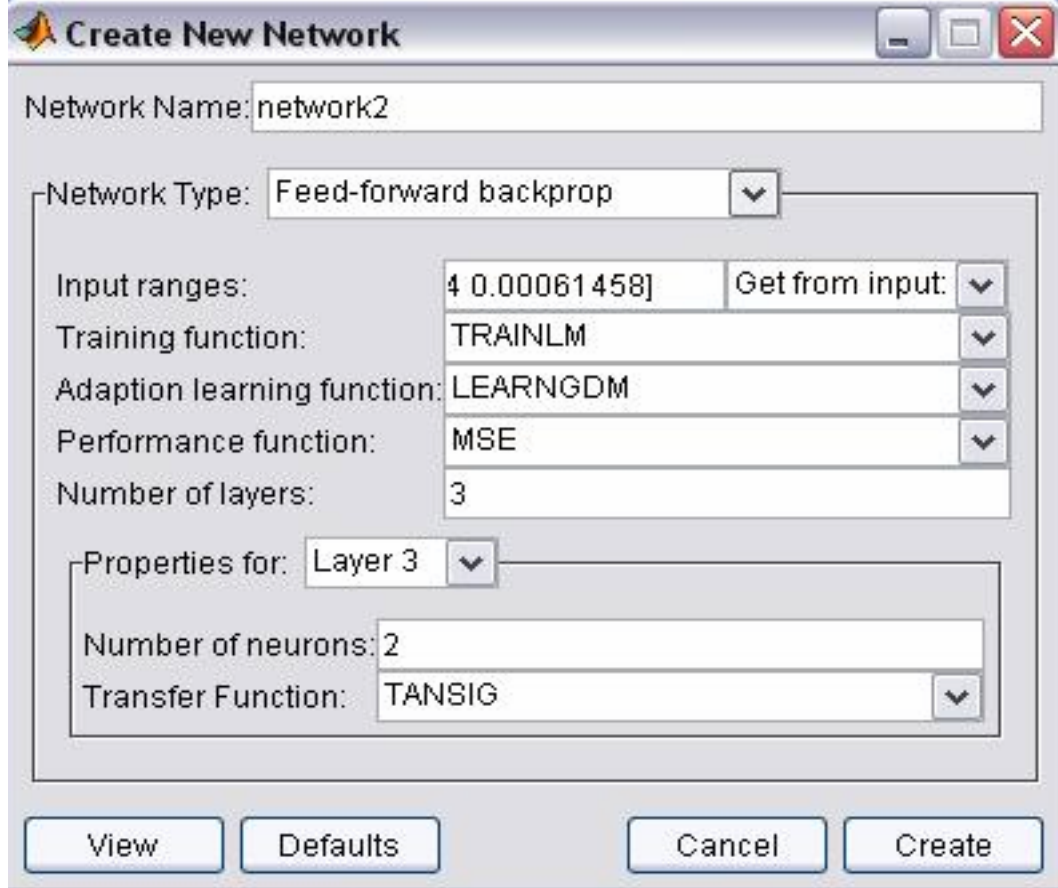 Create New Network
Network Name: network2
Network Type: Feed-forward backprop
Input ranges: 4 0.00061458] Get from input:
Training function: TRAINLM
Adaption learning function: LEARNGDM
Performance function: MSE
Number of layers: 3
Properties for: Layer 3
Number of neurons: 2
Transfer Function: TANSIG
View Defaults Cancel Create